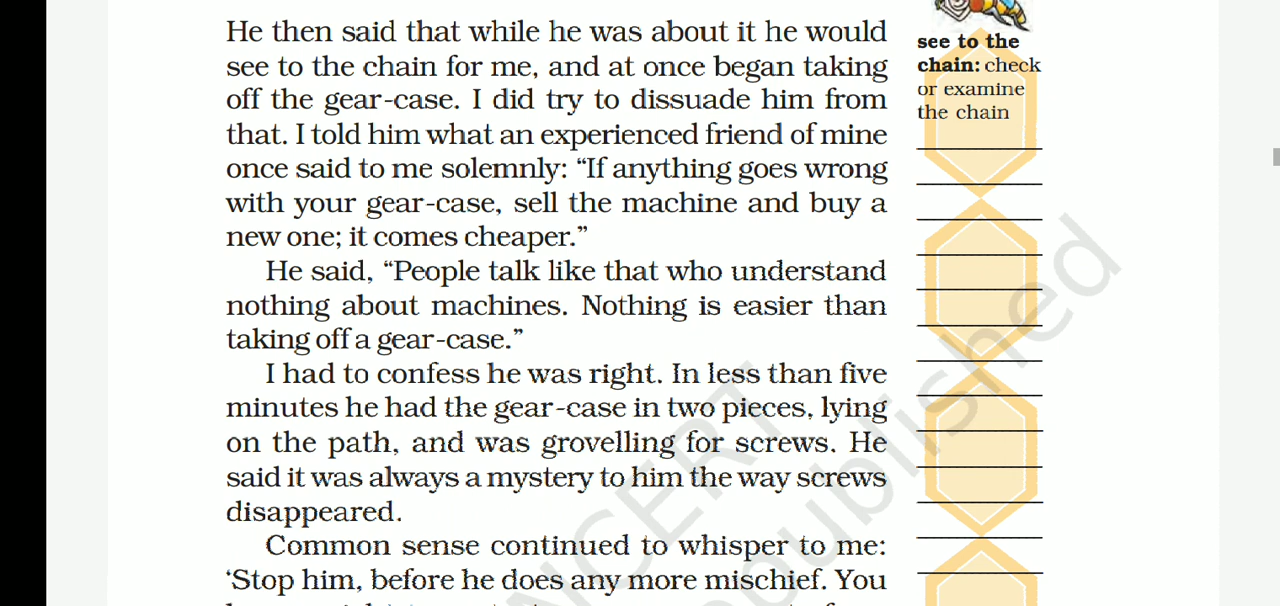 He then said that while he was about it he would
see to the chain for me, and at once began taking
off the gear-case. I did try to dissuade him from
that. I told him what an experienced friend of mine
once said to me solemnly: “If anything goes wrong
with your gear-case, sell the machine and buy a
new one; it comes cheaper.”
He said, “People talk like that who understand
nothing about machines. Nothing is easier than
taking off a gear-case.”
I had to confess he was right. In less than five
minutes he had the gear-case in two pieces, lying
on the path, and was grovelling for screws. He
said it was always a mystery to him the way screws
disappeared.
Common sense continued to whisper to me:
‘Stop him, before he does any more mischief. You
see to the
chain: check
or examine
the chain
NCERT
published